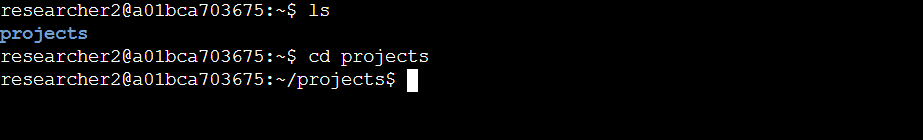 researcher2@a01bca703675:~$ ls
projects
researcher2@a01bca703675:~$ cd projects
researcher2@a01bca703675:~/projects$